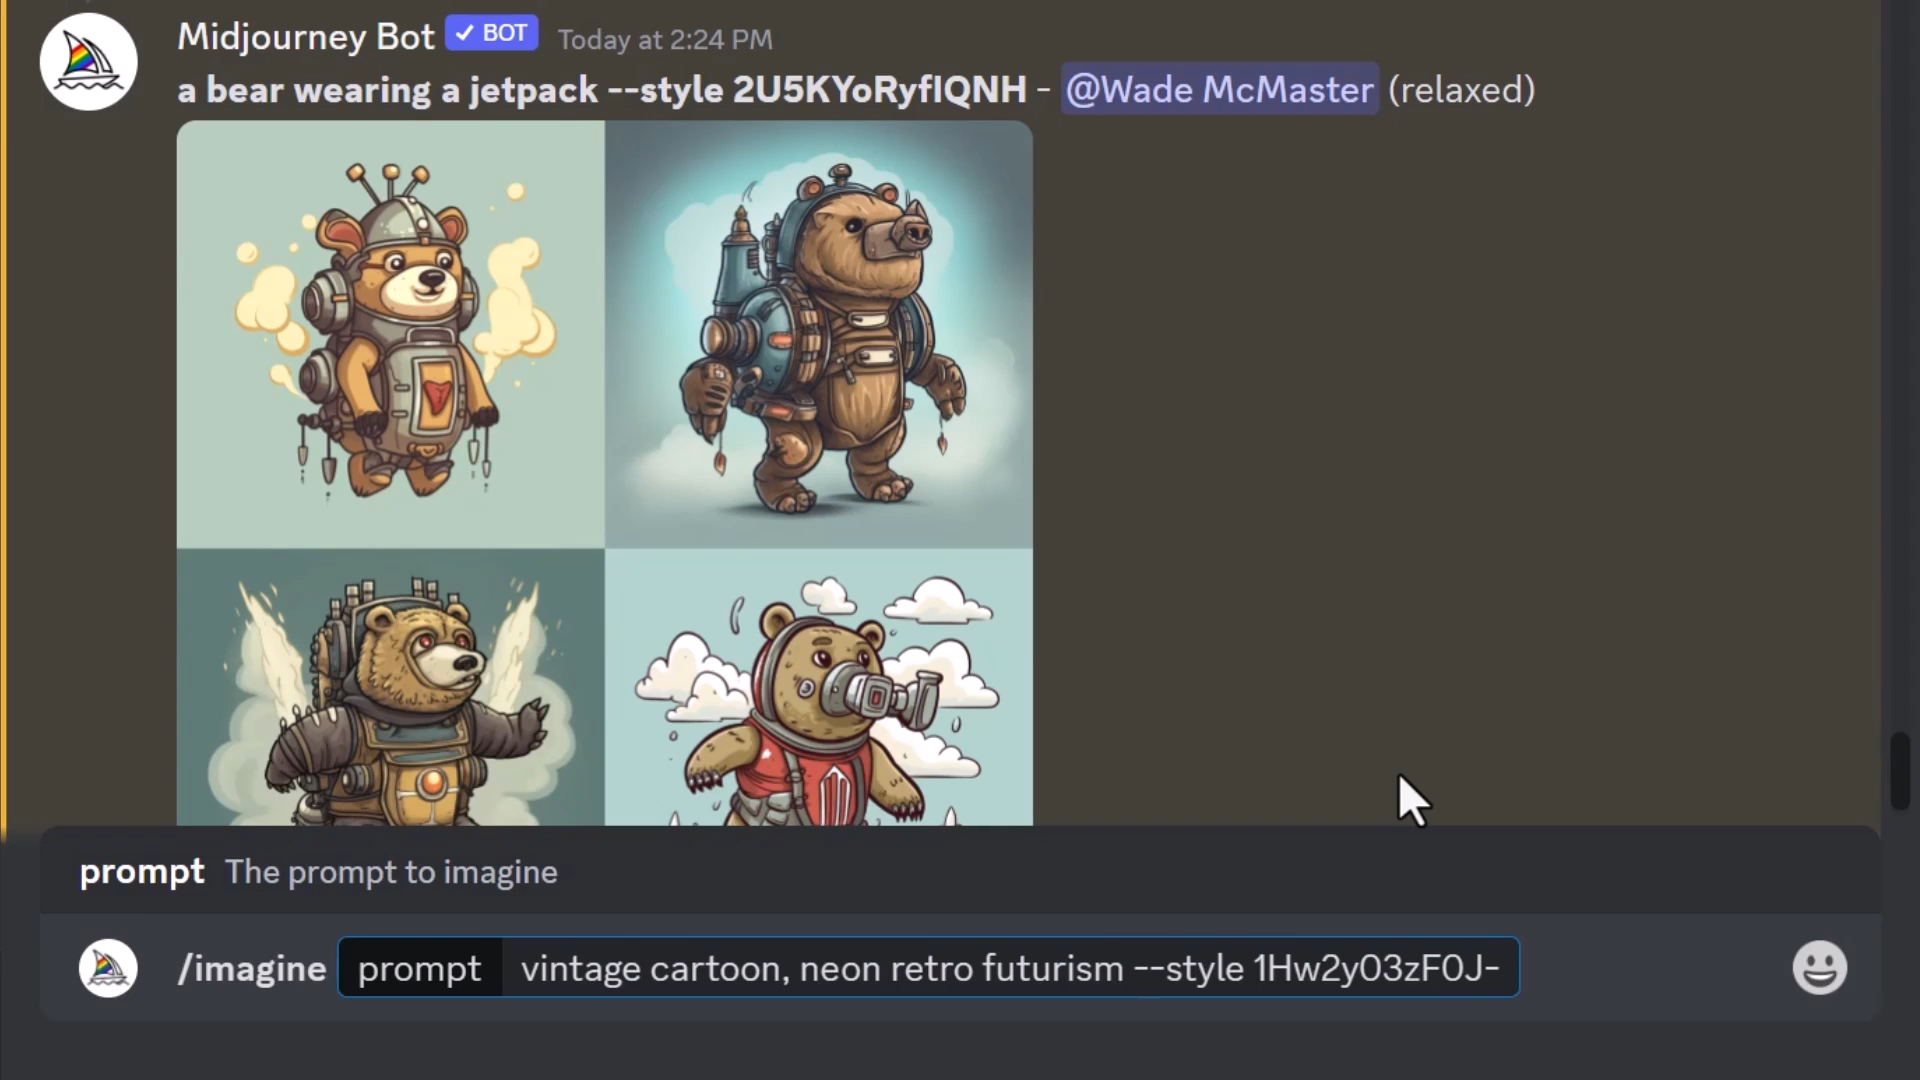 Midjourney Bot ✓ BOT Today at 2:24 PM
a bear wearing a jetpack --style 2U5KYoRyfIQNH - @Wade McMaster (relaxed)
prompt The prompt to imagine
/imagine prompt vintage cartoon, neon retro futurism --style 1Hw2yO3zF0J-